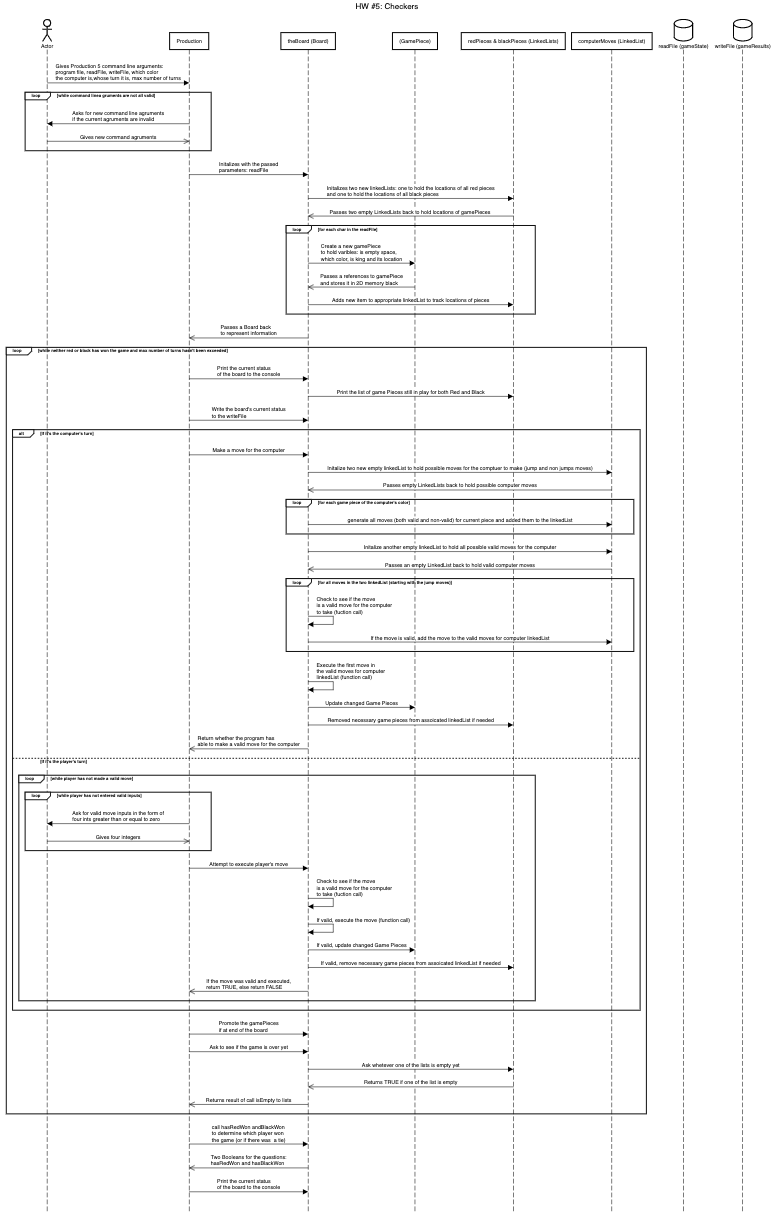 HW #5: Checkers
Actor
Production
theBoard (Board)
(GamePiece)
redPieces & blackPieces (LinkedLists)
computerMoves (LinkedList)
readFile (gameState)
writeFile (gameResults)
Gives Production 5 command line arguments:
program file, readFile, writeFile, which color
the computer is,whose turn it is, max number of turns
loop
[while command linea gruments are not all valid]
Asks for new command line agruments
if the current agruments are invalid
Gives new command agruments
Initalizes with the passed
parameters: readFile
Initalizes two new linkedLists: one to hold the locations of all red pieces
and one to hold the locations of all black pieces
Passes two empty LinkedLists back to hold locations of gamePieces
loop
[for each char in the readFile]
Create a new gamePiece
to hold varibles: is empty space,
which color, is king and its location
Passes a references to gamePiece
and stores it in 2D memory black
Adds new item to appropriate linkedList to track locations of pieces
Passes a Board back
to represent information
loop
[while neither red or black has won the game and max number of turns hasn't been exceeded]
Print the current status
of the board to the console
Print the list of game Pieces still in play for both Red and Black
Write the board's current status
to the writeFile
alt
[if it's the computer's turn]
Make a move for the computer
Initalize two new empty linkedList to hold possible moves for the comptuer to make (jump and non jumps moves)
Passes empty LinkedLists back to hold possible computer moves
loop
[for each game piece of the computer's color]
generate all moves (both valid and non-valid) for current piece and added them to the linkedList
Initialize another empty linkedList to hold all possible valid moves for the computer
Passes an empty LinkedList back to hold valid computer moves
loop
[for all moves in the two linkedList (starting with the jump moves)]
Check to see if the move
is a valid move for the computer
to take (fuction call)
If the move is valid, add the move to the valid moves for computer linkedList
Execute the first move in
the valid moves for computer
linkedList (function call)
Update changed Game Pieces
Removed necessary game pieces from assoicated linkedList if needed
Return whether the program has
able to make a valid move for the computer
[if it's the player's turn]
loop
[while player has not made a valid move]
loop
[while player has not entered valid inputs]
Ask for valid move inputs in the form of
four ints greater than or equal to zero
Gives four integers
Attempt to execute player's move
Check to see if the move
is a valid move for the computer
to take (fuction call)
If valid, execute the move (function call)
If valid, update changed Game Pieces
If valid, remove necessary game pieces from assoicated linkedList if needed
If the move was valid and executed,
return TRUE, else return FALSE
Promote the gamePieces
if at end of the board
Ask to see if the game is over yet
Ask whetever one of the lists is empty yet
Returns TRUE if one of the list is empty
Returns result of call isEmpty to lists
call hasRedWon andBlackWon
to determine which player won
the game (or if there was a tie)
Two Booleans for the questions:
hasRedWon and hasBlackWon
Print the current status
of the board to the console